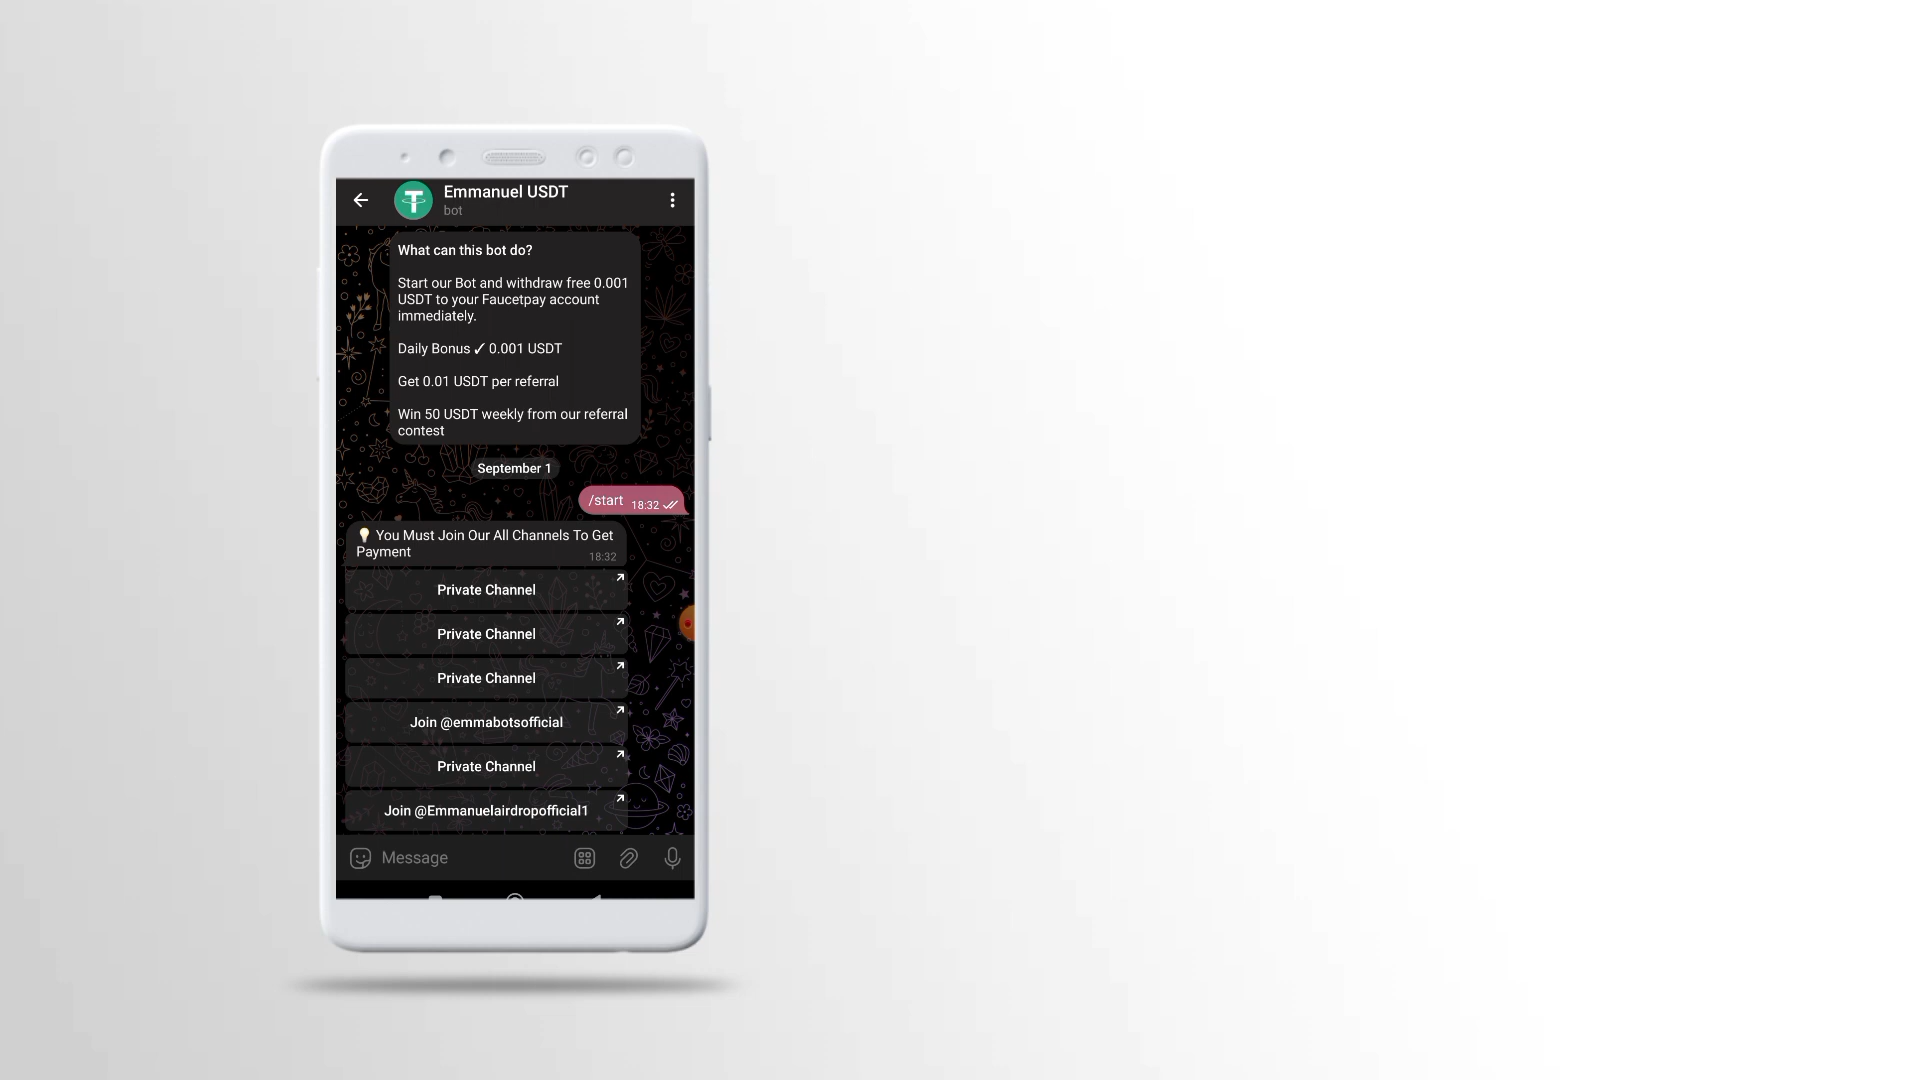 Emmanuel USDT
bot
What can this bot do?
Start our Bot and withdraw free 0.001
USDT to your Faucetpay account
immediately.
Daily Bonus ✓ 0.001 USDT
Get 0.01 USDT per referral
Win 50 USDT weekly from our referral
contest
September 1
/start 18:32
💡 You Must Join Our All Channels To Get
Payment 18:32
Private Channel
Private Channel
Private Channel
Join @emmabotsofficial
Private Channel
Join @Emmanuelairdropofficial1
Message